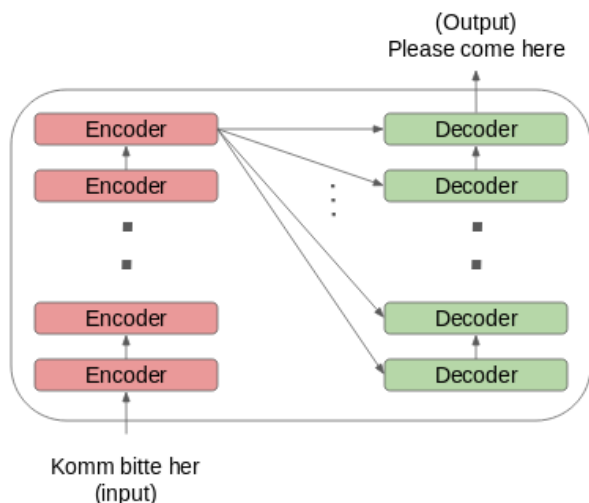 (Output)
Please come here
Encoder
Decoder
Encoder
Decoder
Encoder
Decoder
Encoder
Decoder
Komm bitte her
(input)